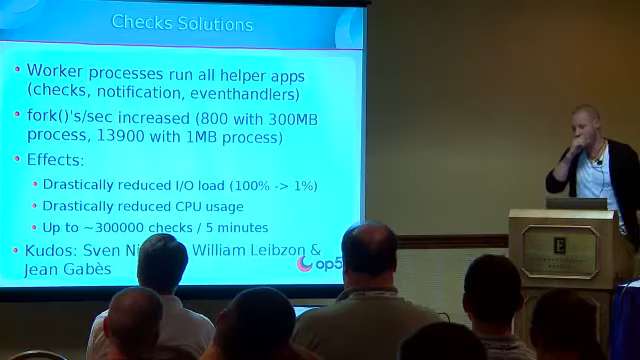 Checks Solutions
Worker processes run all helper apps
(checks, notification, eventhandlers)
fork()'s/sec increased (800 with 300MB
process, 13900 with 1MB process)
Effects:
Drastically reduced I/O load (100% -> 1%)
Drastically reduced CPU usage
Up to ~300000 checks / 5 minutes
Kudos: Sven William Leibzon &
Jean Gabès
op5